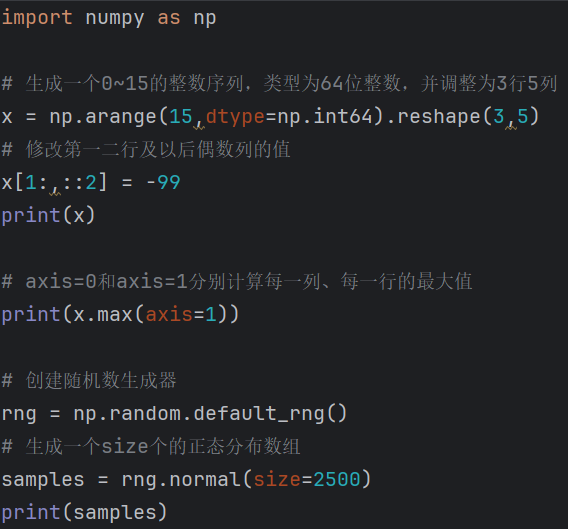 import numpy as np
# 生成一个0~15的整数序列，类型为64位整数，并调整为3行5列
x = np.arange(15,dtype=np.int64).reshape(3,5)
# 修改第一二行及以后偶数列的值
x[1:,::2] = -99
print(x)
# axis=0和axis=1分别计算每一列、每一行的最大值
print(x.max(axis=1))
# 创建随机数生成器
rng = np.random.default_rng()
# 生成一个size个的正态分布数组
samples = rng.normal(size=2500)
print(samples)